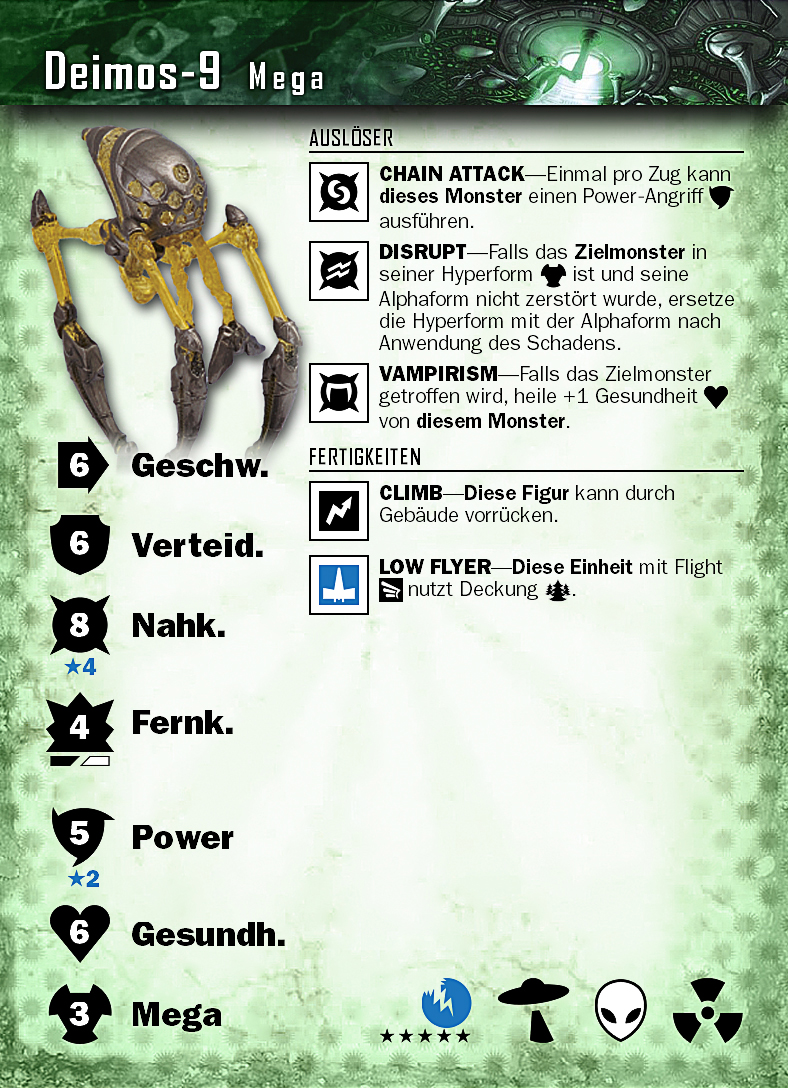 Deimos-9 Mega
AUSLÖSER
CHAIN ATTACK—Einmal pro Zug kann
dieses Monster einen Power-Angriff
ausführen.
DISRUPT—Falls das Zielmonster in
seiner Hyperform ist und seine
Alphaform nicht zerstört wurde, ersetze
die Hyperform mit der Alphaform nach
Anwendung des Schadens.
VAMPIRISM—Falls das Zielmonster
getroffen wird, heile +1 Gesundheit
von diesem Monster.
FERTIGKEITEN
CLIMB—Diese Figur kann durch
Gebäude vorrücken.
LOW FLYER—Diese Einheit mit Flight
nutzt Deckung .
6 Geschw.
6 Verteid.
8 Nahk.
★4
4 Fernk.
5 Power
★2
6 Gesundh.
3 Mega
★★★★★